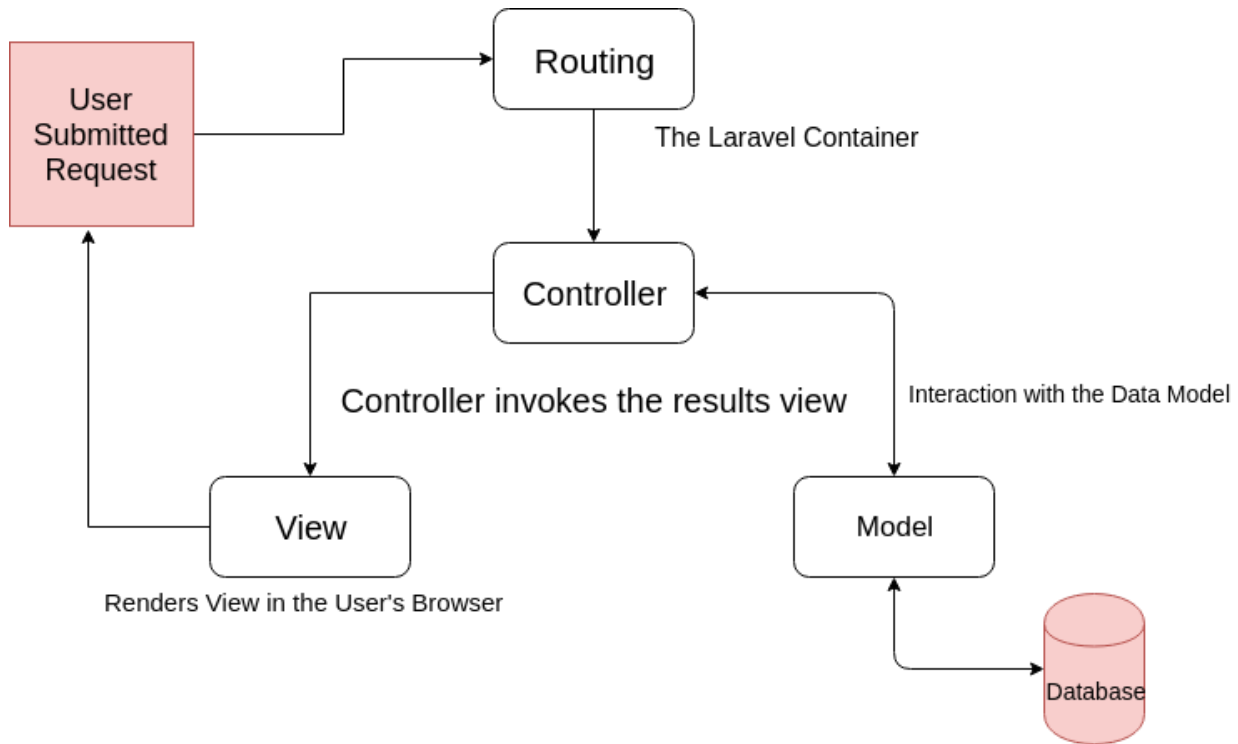 Routing
User
Submitted
Request
The Laravel Container
Controller
Controller invokes the results view
Interaction with the Data Model
View
Model
Renders View in the User's Browser
Database